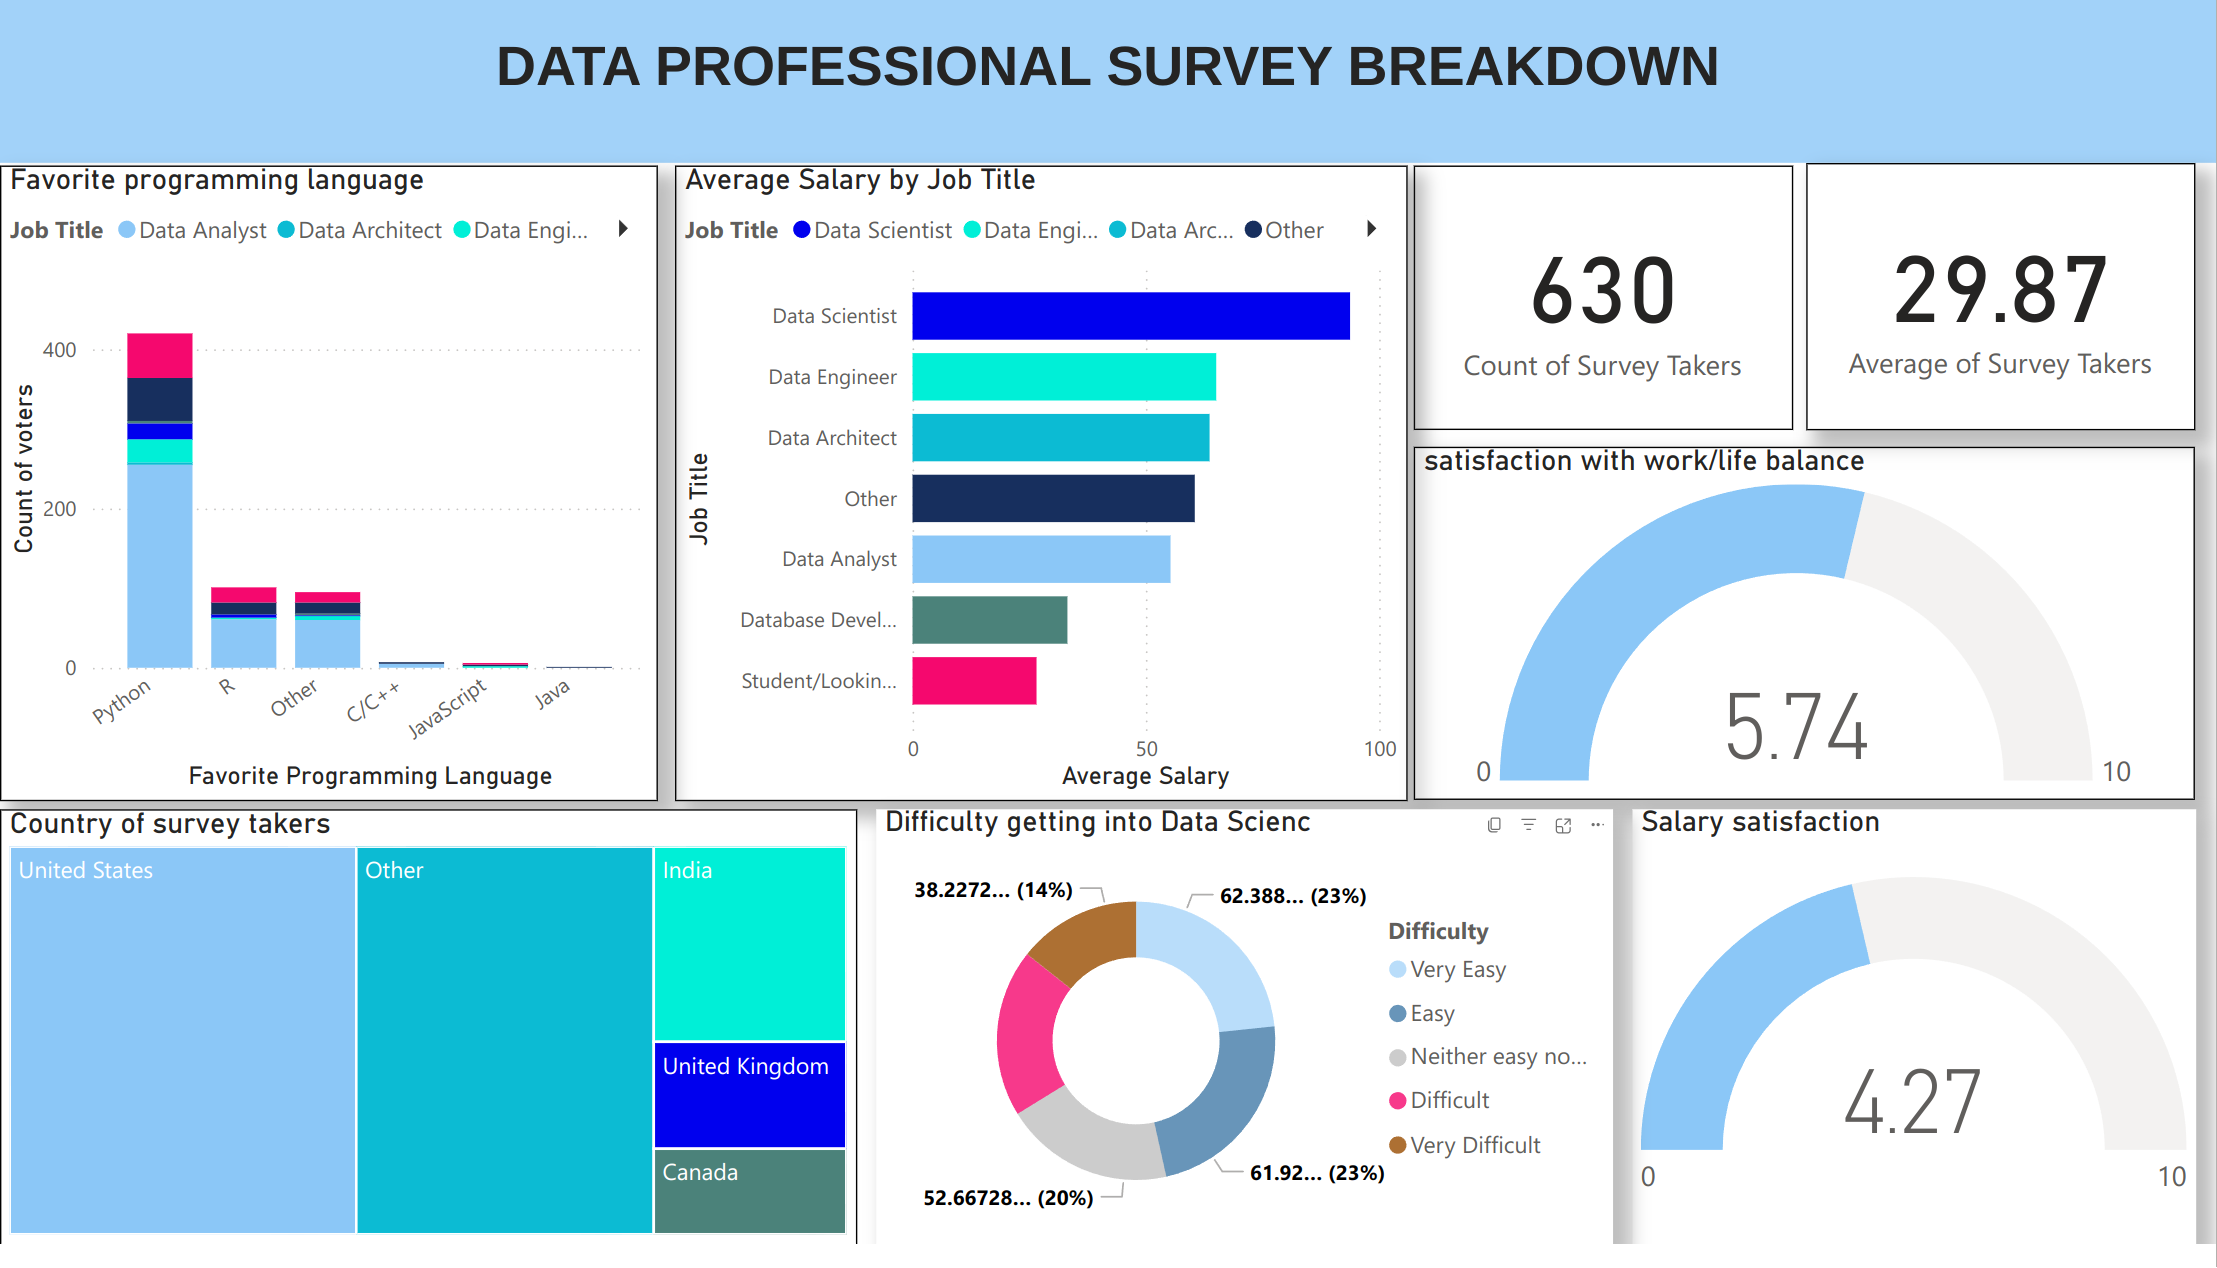 DATA PROFESSIONAL SURVEY BREAKDOWN
Favorite programming language
Job Title Data Analyst Data Architect Data Engi...
Count of voters
400
200
0
Python
R
Other
C/C++
JavaScript
Java
Favorite Programming Language
Average Salary by Job Title
Job Title Data Scientist Data Engi... Data Arc... Other
Job Title
Data Scientist
Data Engineer
Data Architect
Other
Data Analyst
Database Devel...
Student/Lookin...
0 50 100
Average Salary
630
Count of Survey Takers
29.87
Average of Survey Takers
satisfaction with work/life balance
5.74
0 10
Country of survey takers
United States
Other
India
United Kingdom
Canada
Difficulty getting into Data Scienc
38.2272... (14%)
62.388... (23%)
61.92... (23%)
52.66728... (20%)
Difficulty
Very Easy
Easy
Neither easy no...
Difficult
Very Difficult
Salary satisfaction
4.27
0 10